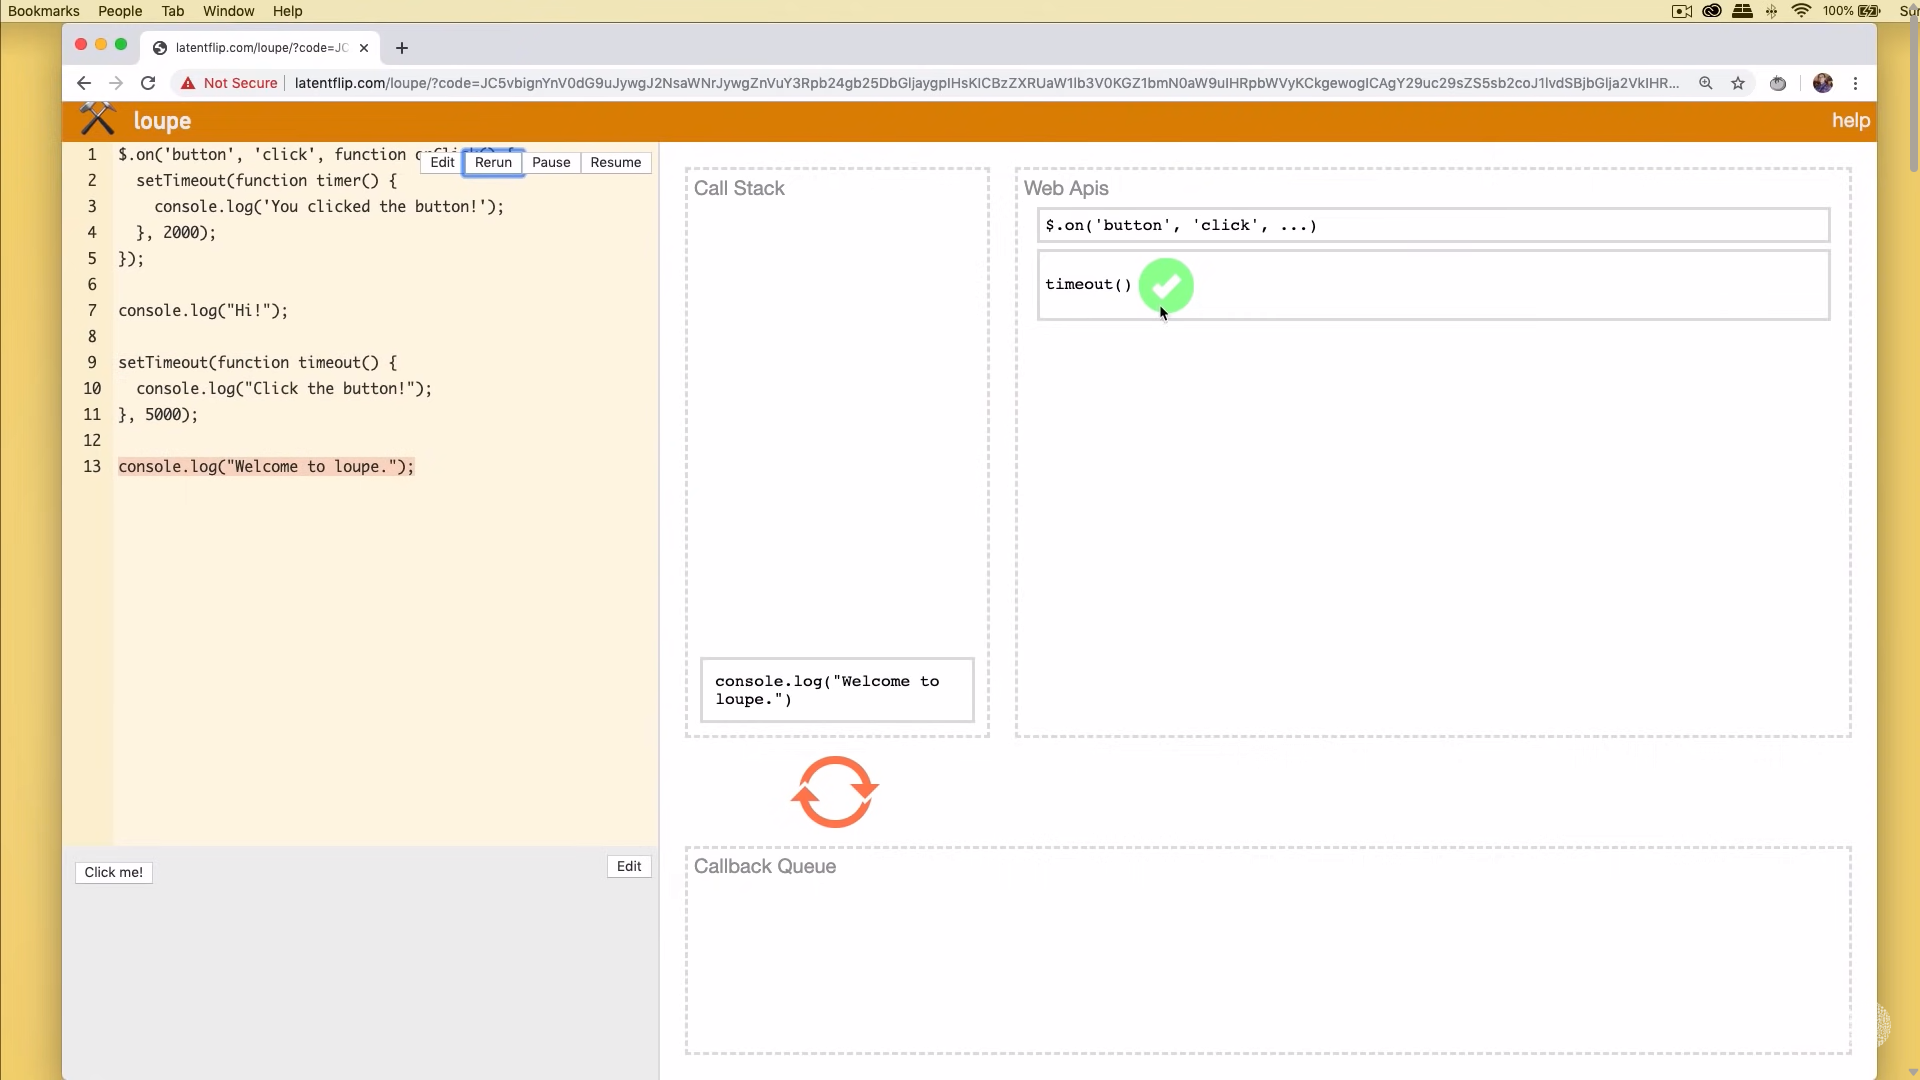 Bookmarks People Tab Window Help 100%
latentflip.com/loupe/?code=JC
Not Secure latentflip.com/loupe/?code=JC5vbignYnV0dG9uJywgJ2NsaWNrJywgZnVuY3Rpb24gb25DbGljaygpIHsKICBzZXRUaW1lb3V0KGZ1bmN0aW9uIHRpbWVyKCkgewogICAgY29uc29sZS5sb2coJ1lvdSBjbGlja2VkIHR...
loupe help
1 $.on('button', 'click', function
Edit Rerun Pause Resume
2 setTimeout(function timer() {
3 console.log('You clicked the button!');
4 }, 2000);
5 });
6
7 console.log("Hi!");
8
9 setTimeout(function timeout() {
10 console.log("Click the button!");
11 }, 5000);
12
13 console.log("Welcome to loupe.");
Click me! Edit
Call Stack
console.log("Welcome to
loupe.")
Web Apis
$.on('button', 'click', ...)
timeout()
Callback Queue